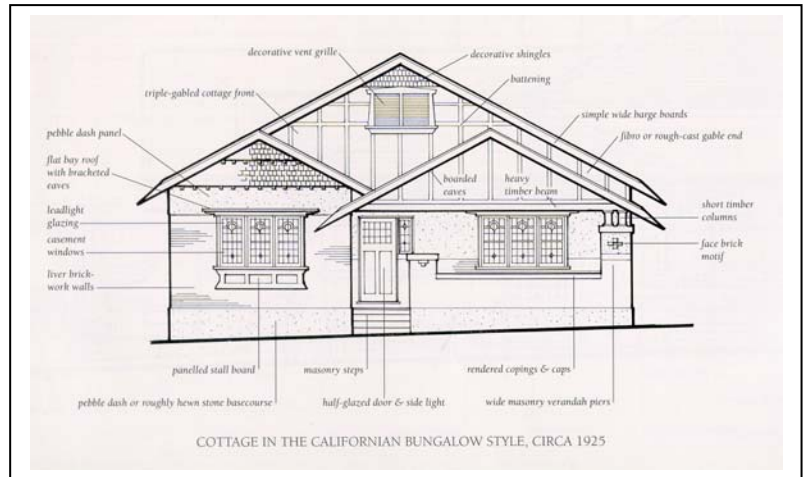 decorative vent grille
decorative shingles
triple-gabled cottage front
battening
simple wide barge boards
pebble dash panel
fibro or rough-cast gable end
flat bay roof
with bracketed
eaves
boarded
eaves
heavy
timber beam
short timber
columns
leadlight
glazing
casement
windows
face brick
motif
liver brick-
work walls
panelled stall board
masonry steps
rendered copings & caps
pebble dash or roughly hewn stone basecourse
half-glazed door & side light
wide masonry verandah piers
COTTAGE IN THE CALIFORNIAN BUNGALOW STYLE, CIRCA 1925